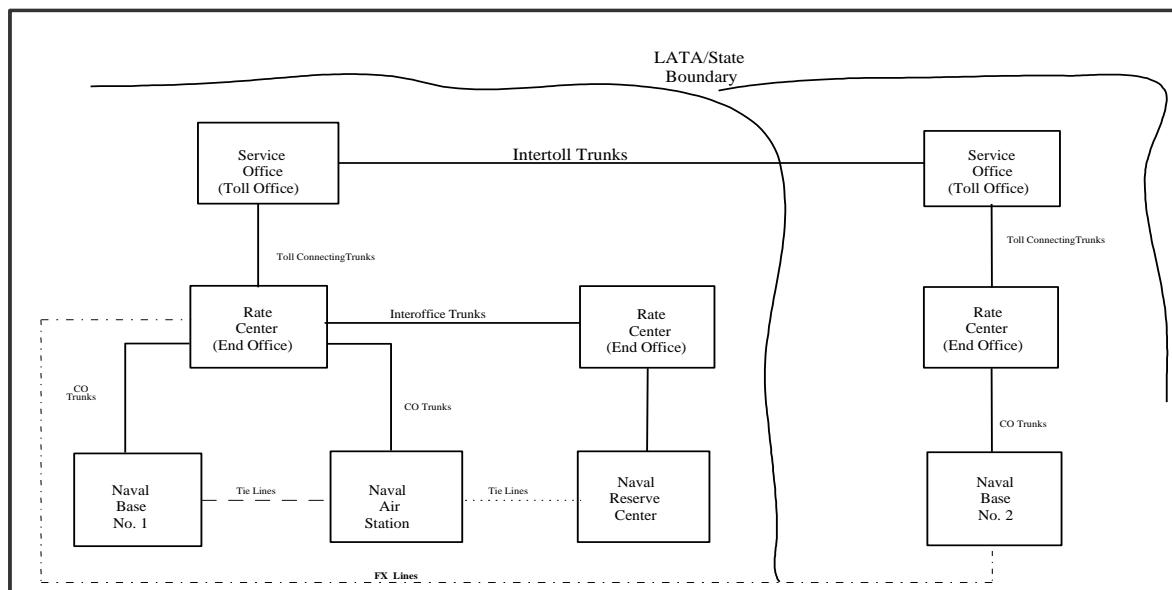 LATA/State
Boundary
Service
Office
(Toll Office)
Intertoll Trunks
Service
Office
(Toll Office)
Toll ConnectingTrunks
Toll ConnectingTrunks
Rate
Center
(End Office)
Interoffice Trunks
Rate
Center
(End Office)
Rate
Center
(End Office)
CO
Trunks
CO Trunks
CO Trunks
Naval
Base
No. 1
Tie Lines
Naval
Air
Station
Tie Lines
Naval
Reserve
Center
Naval
Base
No. 2
FX Lines